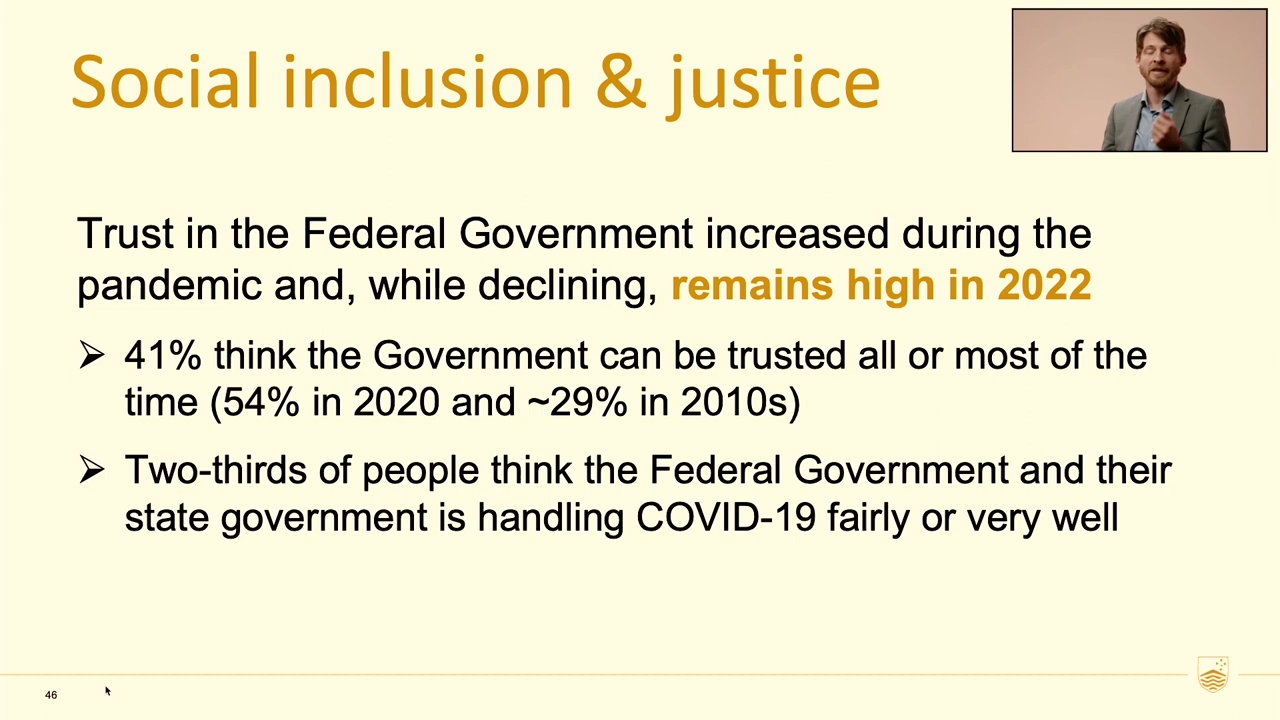 Social inclusion & justice
Trust in the Federal Government increased during the
pandemic and, while declining, remains high in 2022
➢ 41% think the Government can be trusted all or most of the
time (54% in 2020 and ~29% in 2010s)
➢ Two-thirds of people think the Federal Government and their
state government is handling COVID-19 fairly or very well
46